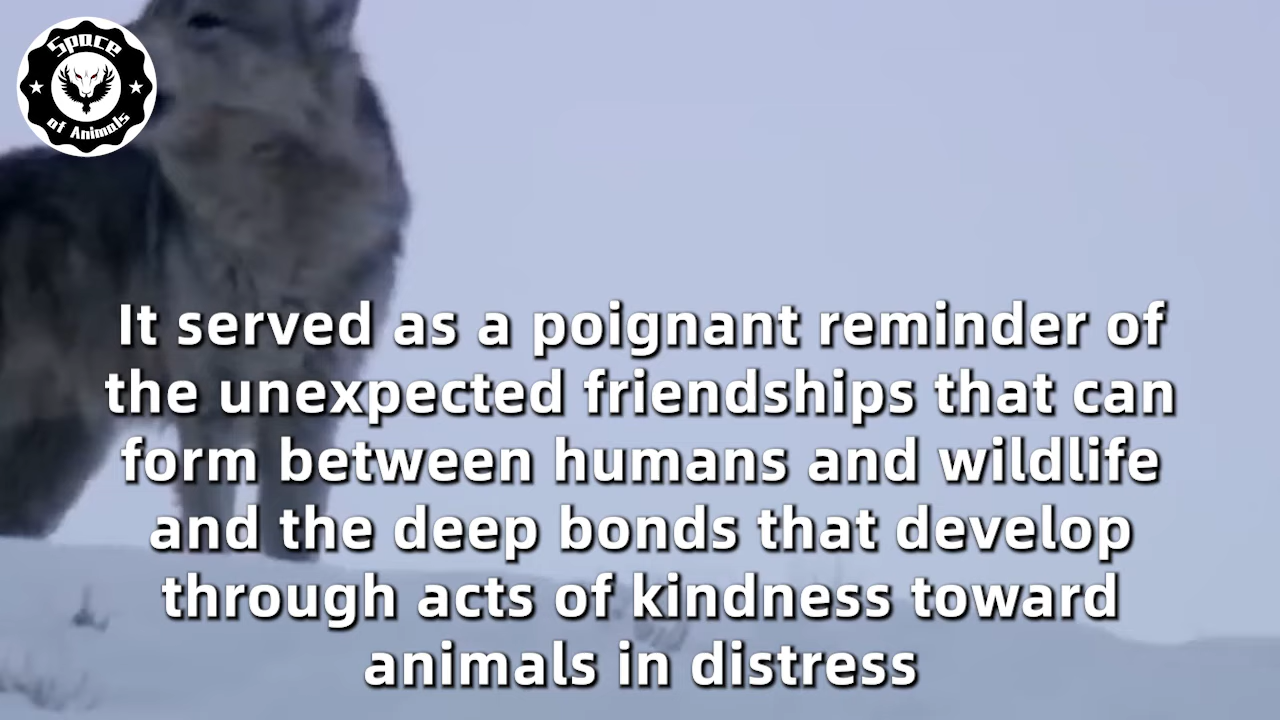 Space
of Animals
It served as a poignant reminder of
the unexpected friendships that can
form between humans and wildlife
and the deep bonds that develop
through acts of kindness toward
animals in distress